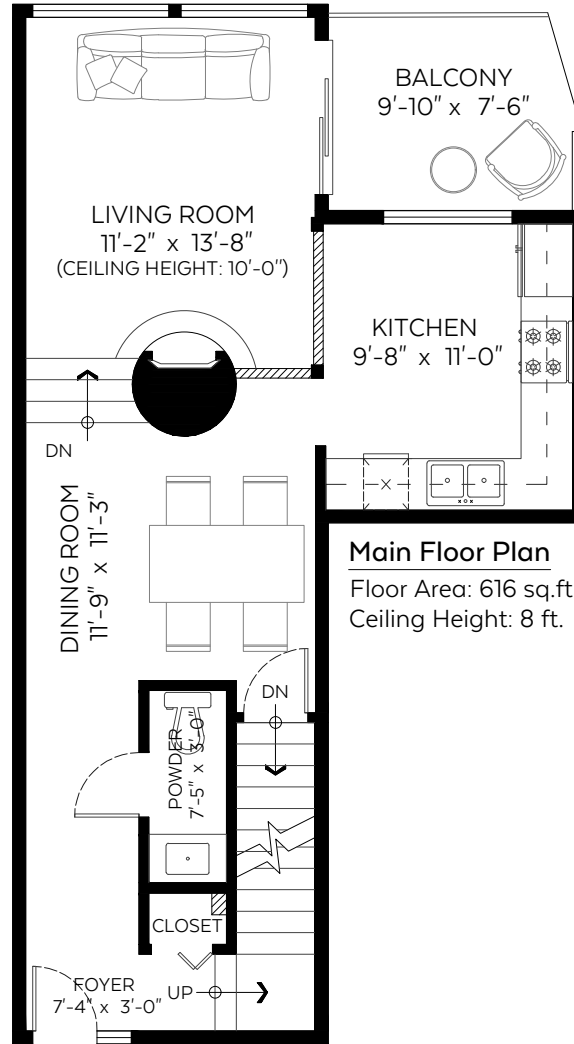 BALCONY
9'-10" x 7'-6"
LIVING ROOM
11'-2" x 13'-8"
(CEILING HEIGHT: 10'-0")
KITCHEN
9'-8" x 11'-0"
DN
DINING ROOM
11'-9" x 11'-3"
Main Floor Plan
Floor Area: 616 sq.ft
Ceiling Height: 8 ft.
DN
POWDER
7'-5" x 3'-0"
CLOSET
FOYER
7'-4" x 3'-0"
UP